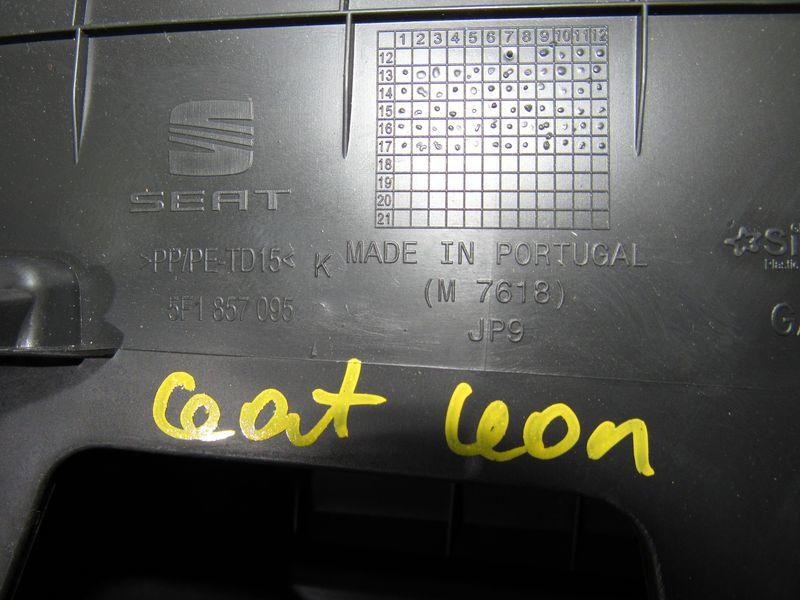 1 2 3 4 5 6 7 8 9 10 11 12
12
13
14
15
16
17
18
19
20
21
SEAT
>PP/PE-TD15<
K
MADE IN PORTUGAL
5F1 857 095
(M 7618)
JP9
Plastic
Seat Leon